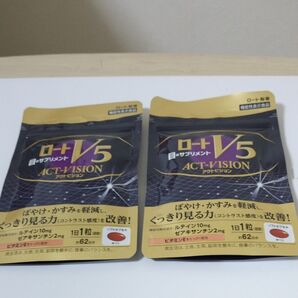 ロート製薬
機能性表示食品
ロートV5
目のサプリメント
ACT-VISION
アクトビジョン
ぼやけ・かすみを軽減し、
くっきり見る力(コントラスト感度)を改善!
ルテイン10mg
ゼアキサンチン2mg
1日1粒
約62日
ロート製薬
機能性表示食品
ロートV5
目のサプリメント
ACT-VISION
アクトビジョン
ぼやけ・かすみを軽減し、
くっきり見る力(コントラスト感度)を改善!
ルテイン10mg
ゼアキサンチン2mg
1日1粒
約62日